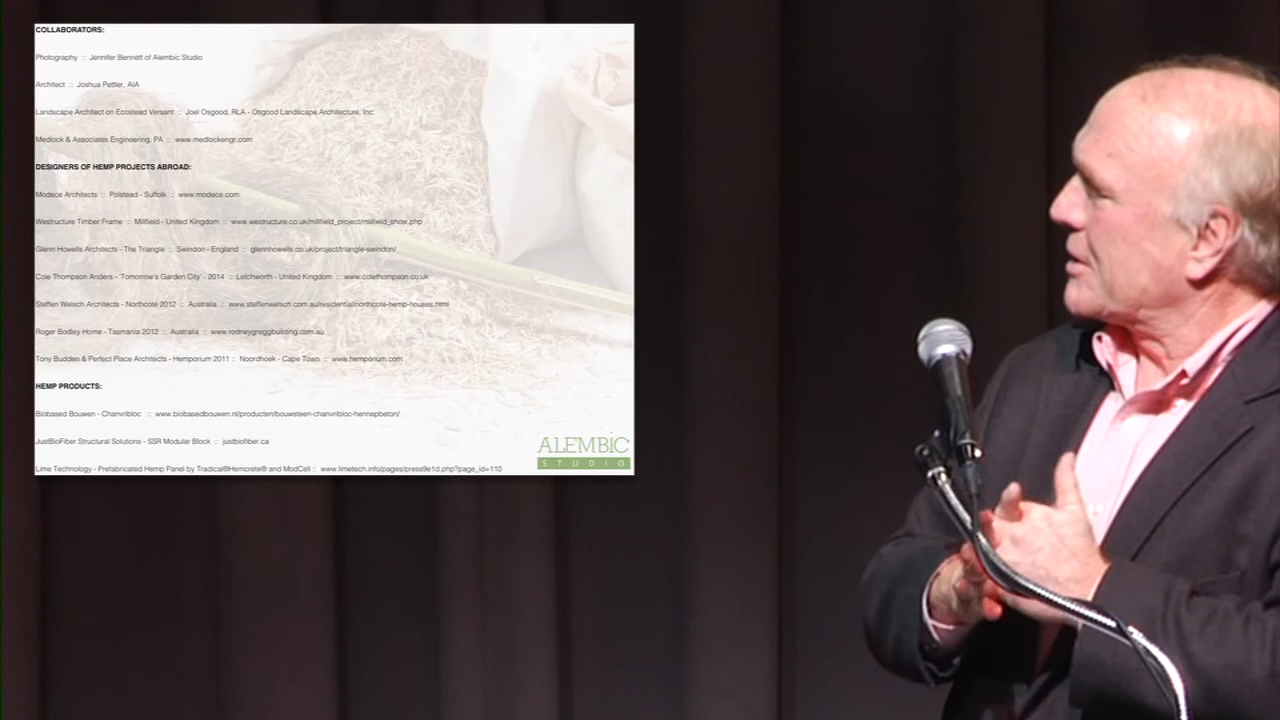 COLLABORATORS:
Photography :: Jennifer Bennett of Alembic Studio
Architect :: Joshua Pettler, AIA
Landscape Architect on Ecostead Versant :: Joel Osgood, RLA - Osgood Landscape Architecture, Inc.
Medlock & Associates Engineering, PA :: www.medlockengr.com
DESIGNERS OF HEMP PROJECTS ABROAD:
Modece Architects :: Polstead - Suffolk :: www.modece.com
Westructure Timber Frame :: Millfield - United Kingdom :: www.westructure.co.uk/millfield_project/millfield_show.php
Glenn Howells Architects - The Triangle :: Swindon - England :: glennhowells.co.uk/project/triangle-swindon/
Cole Thompson Anders - 'Tomorrow's Garden City' - 2014 :: Letchworth - United Kingdom :: www.colethompson.co.uk
Steffen Welsch Architects - Northcote 2012 :: Australia :: www.steffenwelsch.com.au/residential/northcote-hemp-houses.html
Roger Bodley Home - Tasmania 2012 :: Australia :: www.rodneygreggbuilding.com.au
Tony Budden & Perfect Place Architects - Hemporium 2011 :: Noordhoek - Cape Town :: www.hemporium.com
HEMP PRODUCTS:
Biobased Bouwen - Chanvribloc :: www.biobasedbouwen.nl/producten/bouwsteen-chanvribloc-hennepbeton/
JustBioFiber Structural Solutions - SSR Modular Block :: justbiofiber.ca
Lime Technology - Prefabricated Hemp Panel by Tradical®Hemcrete® and ModCell :: www.limetech.info/pages/press9e1d.php?page_id=110
ALEMBIC
STUDIO